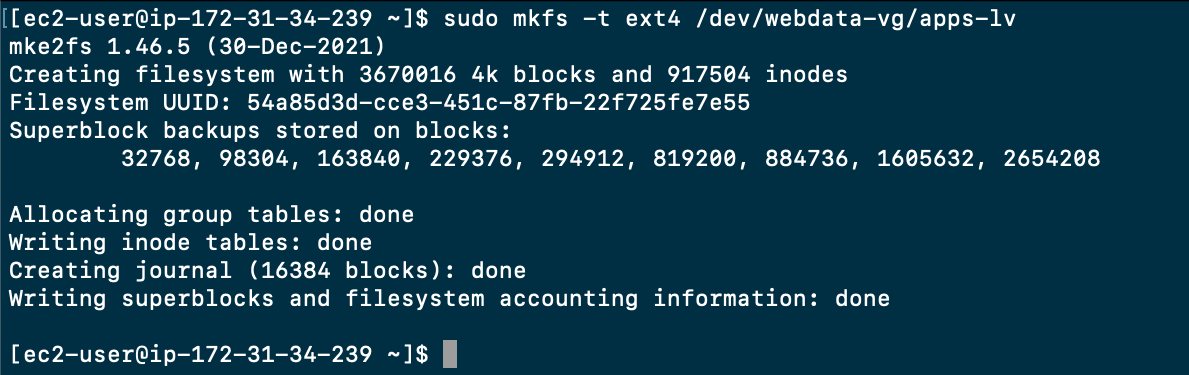 [[ec2-user@ip-172-31-34-239 ~]$ sudo mkfs -t ext4 /dev/webdata-vg/apps-lv
mke2fs 1.46.5 (30-Dec-2021)
Creating filesystem with 3670016 4k blocks and 917504 inodes
Filesystem UUID: 54a85d3d-cce3-451c-87fb-22f725fe7e55
Superblock backups stored on blocks:
        32768, 98304, 163840, 229376, 294912, 819200, 884736, 1605632, 2654208

Allocating group tables: done
Writing inode tables: done
Creating journal (16384 blocks): done
Writing superblocks and filesystem accounting information: done

[ec2-user@ip-172-31-34-239 ~]$